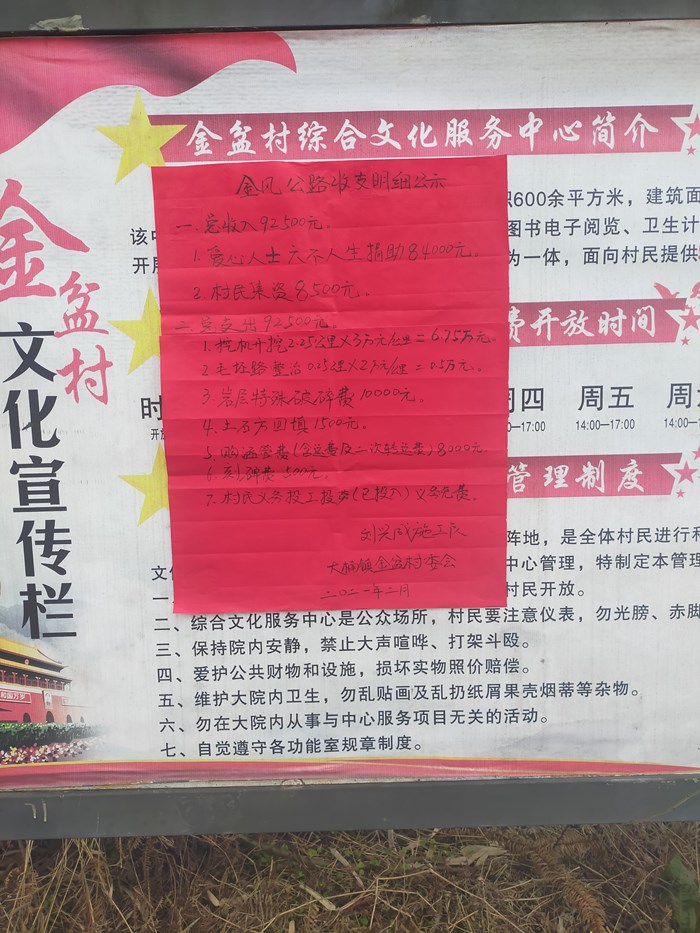 金盆村综合文化服务中心简介
金盆村
文化宣传栏
该
积600余平方米，建筑面
图书电子阅览、卫生计
开展
为一体，面向村民提供
费开放时间
周四 周五 周
14:00—17:00
管理制度
金凤公路收支明细公示
一.总收入92500元.
1.爱心人士六不人生捐助84000元.
2.村民集资8,500元.
二.总支出92500元.
1.挖机开挖2.25公里×3万元/公里=6.75万元.
2.毛坯路整治0.25公里×2万元/公里=0.5万元.
3.岩层特殊破碎费10000元.
4.土石方回填1500元.
5.购涵管费(含运费及二次转运费)8000元.
6.刻碑费500元.
7.村民义务投工投劳(已投入)义务无费.
刘兴成施工队
金盆村村委会
二〇二一年二月
阵地，是全体村民进行
中心管理，特制定本管理
一
村民开放。
二、综合文化服务中心是公众场所，村民要注意仪表，勿光膀、赤脚
三、保持院内安静，禁止大声喧哗、打架斗殴。
四、爱护公共财物和设施，损坏实物照价赔偿。
五、维护大院内卫生，勿乱贴画及乱扔纸屑果壳烟蒂等杂物。
六、勿在大院内从事与中心服务项目无关的活动。
七、自觉遵守各功能室规章制度。